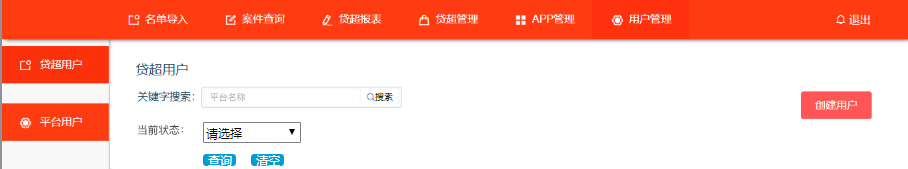 名单导入 案件查询 贷超报表 贷超管理 APP管理 用户管理 退出
贷超用户
平台用户
贷超用户
关键字搜索： 平台名称 搜索
创建用户
当前状态： 请选择
查询 清空